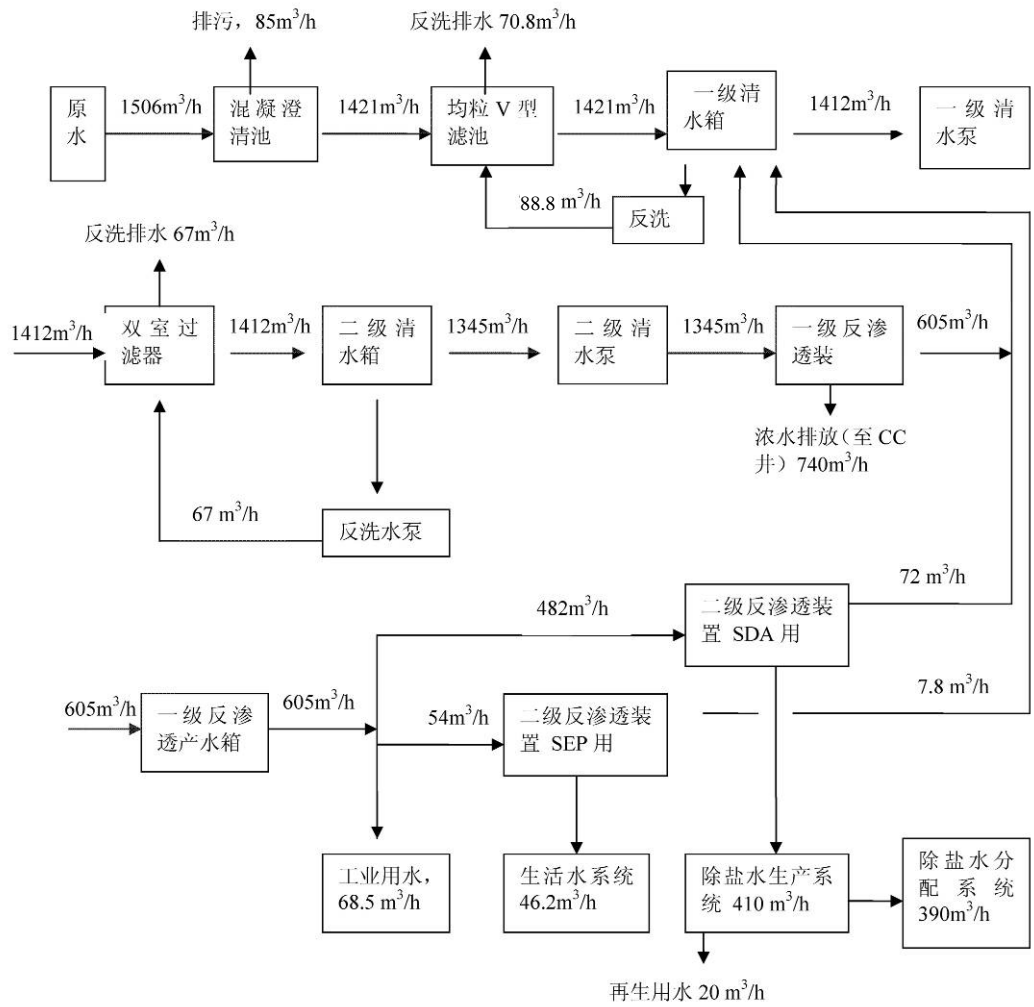 排污，85m³/h
反洗排水 70.8m³/h
原
水
1506m³/h
混凝澄
清池
1421m³/h
均粒 V 型
滤池
1421m³/h
一级清
水箱
1412m³/h
一级清
水泵
88.8 m³/h
反洗
反洗排水 67m³/h
1412m³/h
双室过
滤器
1412m³/h
二级清
水箱
1345m³/h
二级清
水泵
1345m³/h
一级反渗
透装
605m³/h
浓水排放（至 CC
井）740m³/h
67 m³/h
反洗水泵
72 m³/h
482m³/h
二级反渗透装
置 SDA 用
605m³/h
一级反渗
透产水箱
605m³/h
54m³/h
二级反渗透装
置 SEP 用
7.8 m³/h
工业用水，
68.5 m³/h
生活水系统
46.2m³/h
除盐水生产系
统 410 m³/h
除盐水分
配系统
390m³/h
再生用水 20 m³/h